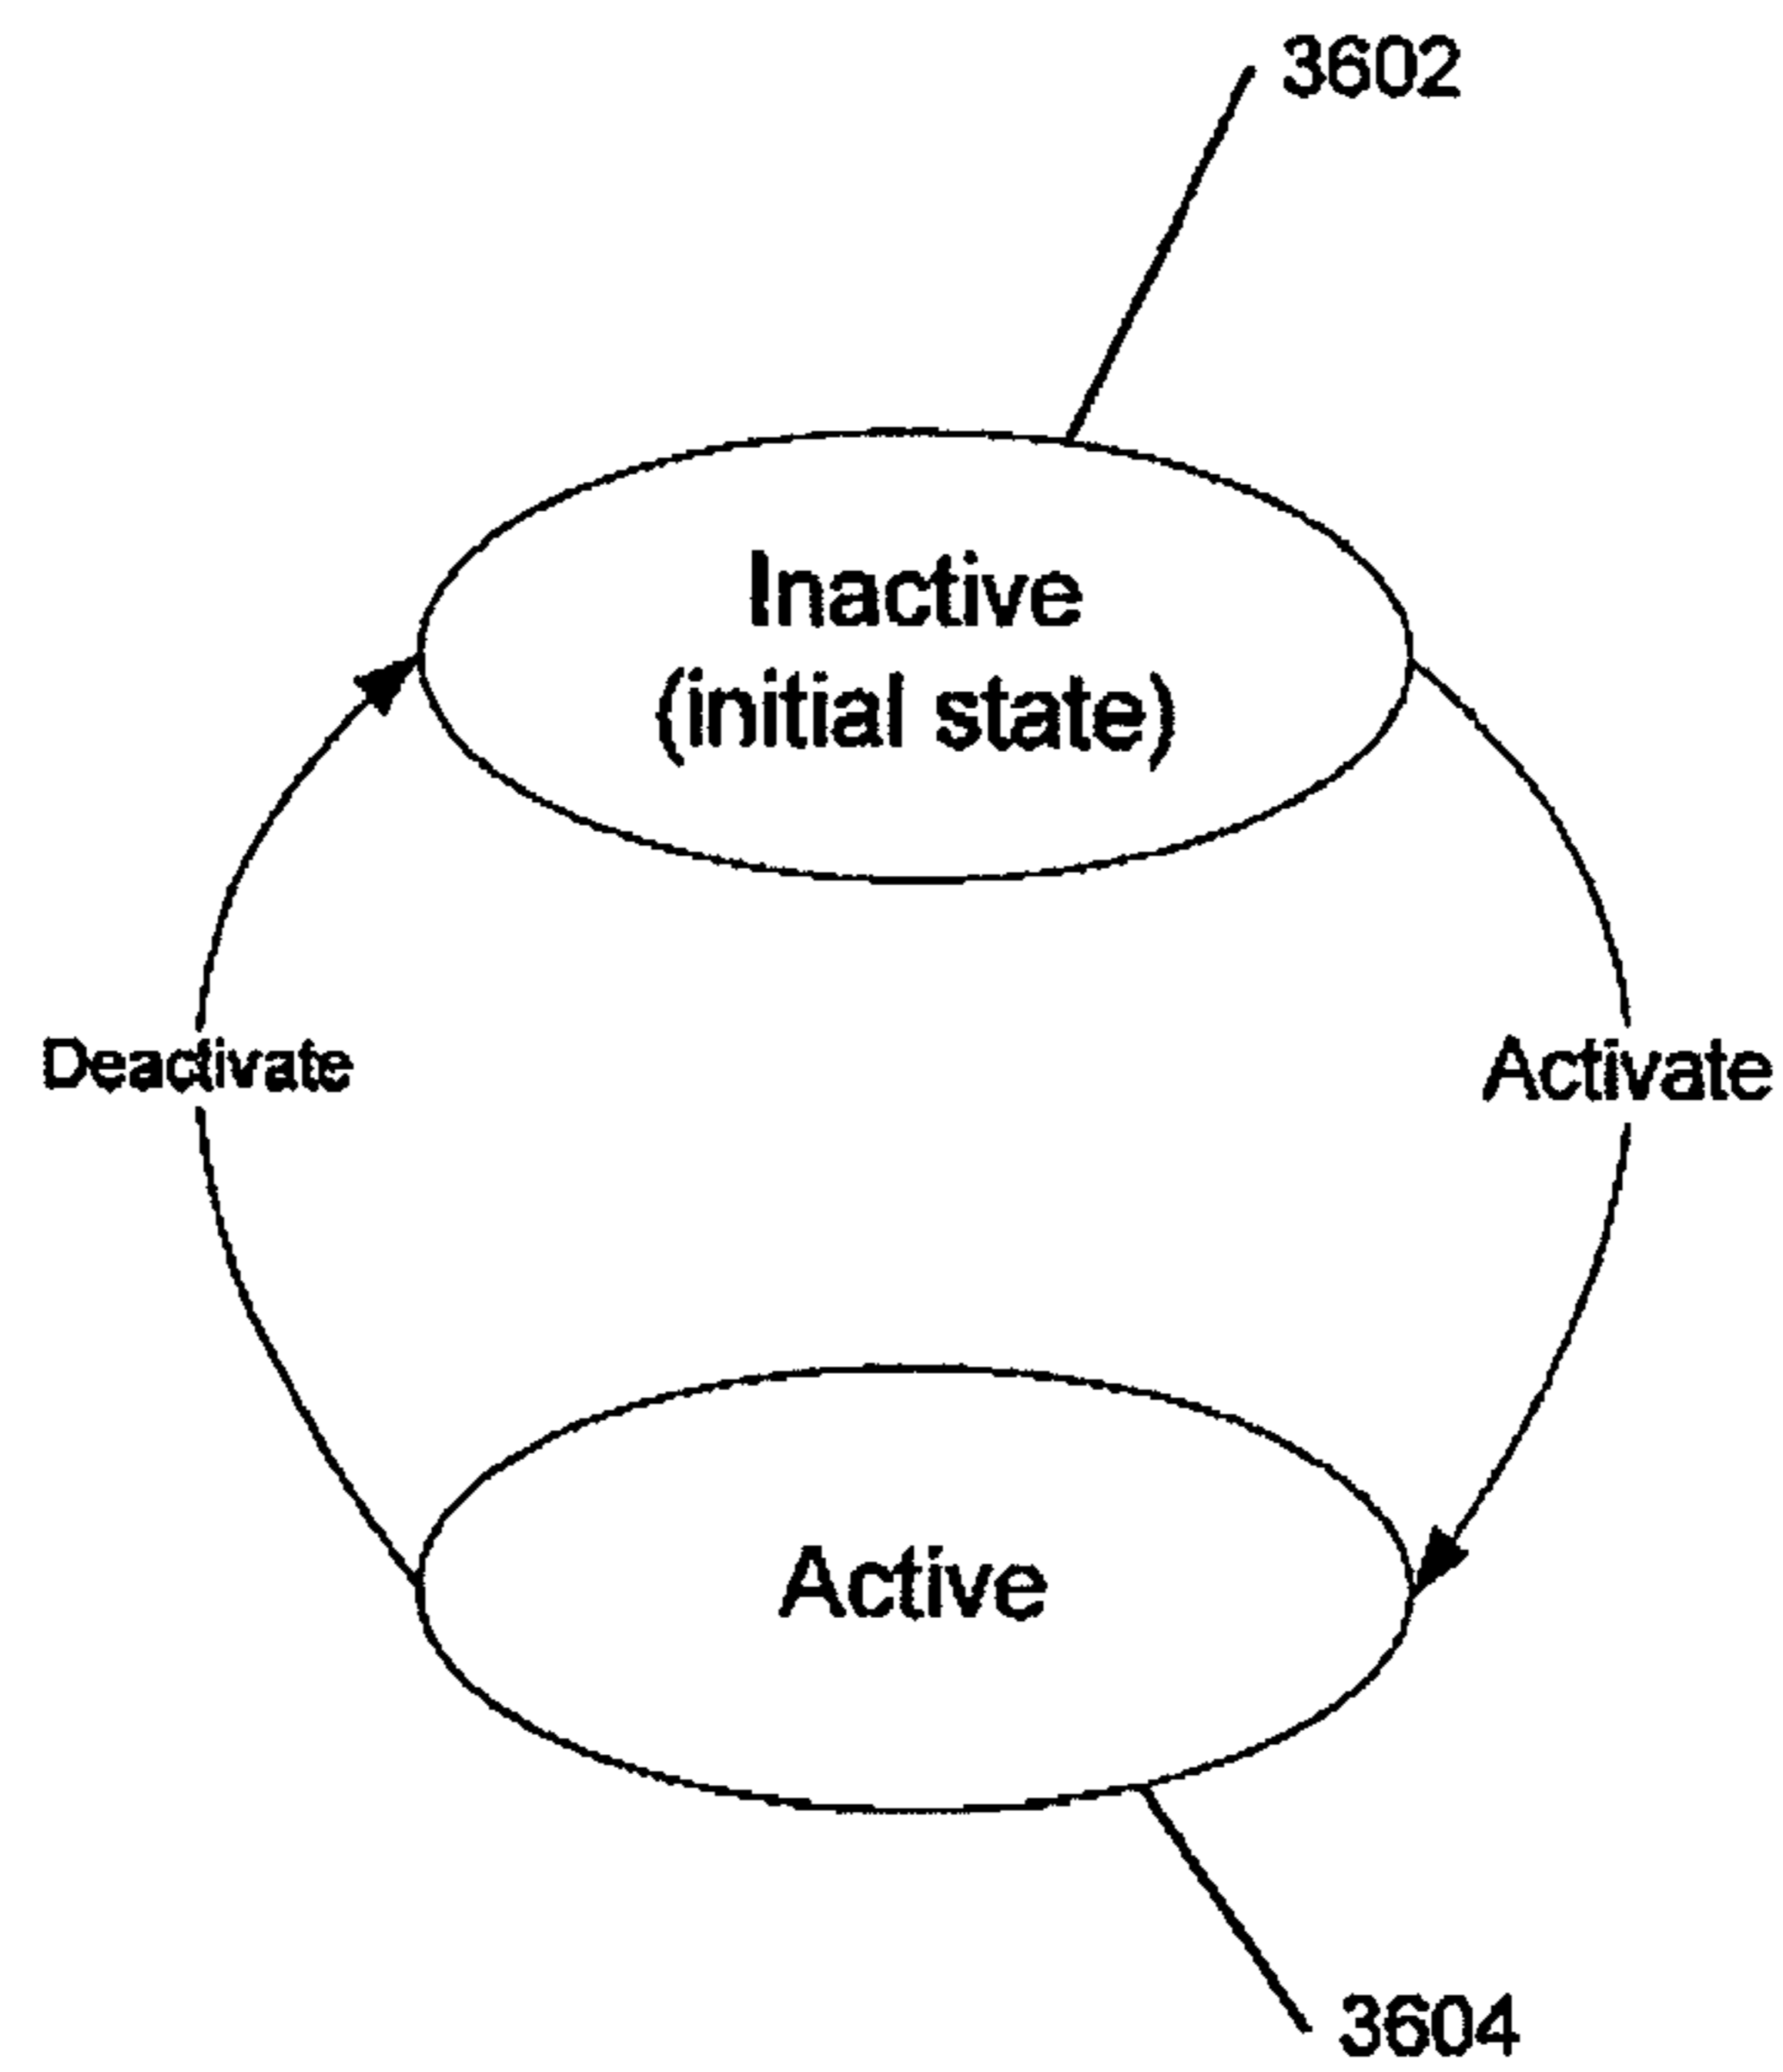 3602
Inactive
(initial state)
Deactivate
Activate
Active
3604